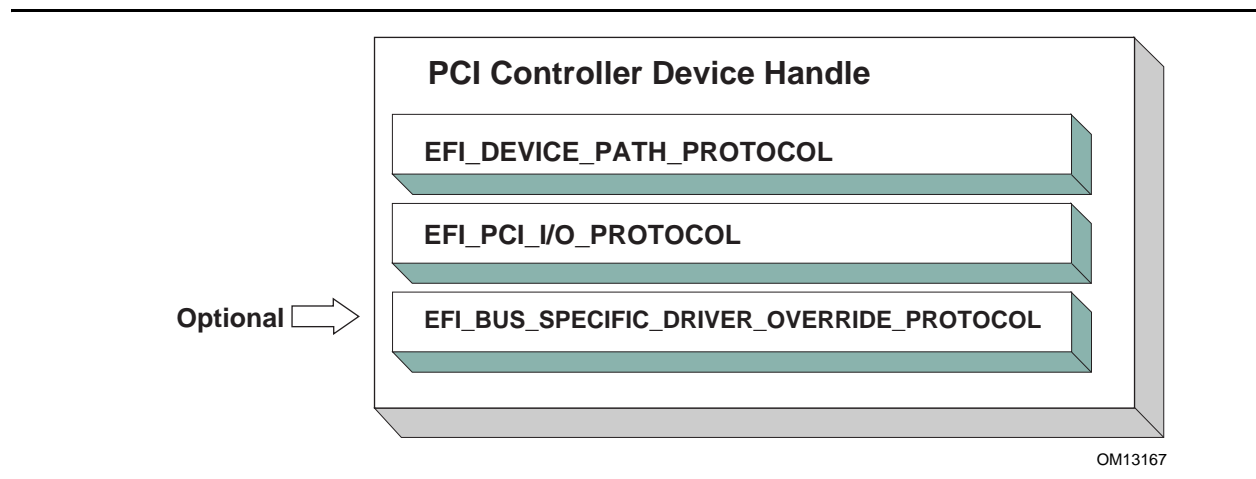 PCI Controller Device Handle
EFI_DEVICE_PATH_PROTOCOL
EFI_PCI_I/O_PROTOCOL
Optional
EFI_BUS_SPECIFIC_DRIVER_OVERRIDE_PROTOCOL
OM13167